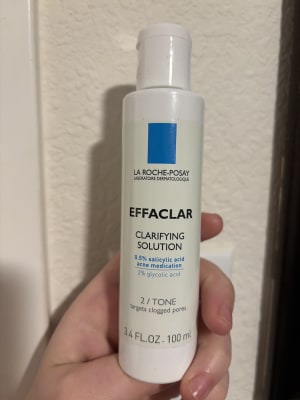 LA ROCHE-POSAY
LABORATOIRE DERMATOLOGIQUE
EFFACLAR
CLARIFYING
SOLUTION
0.5% salicylic acid
acne medication
2% glycolic acid
2 / TONE
targets clogged pores
3.4 FL.OZ - 100 ml